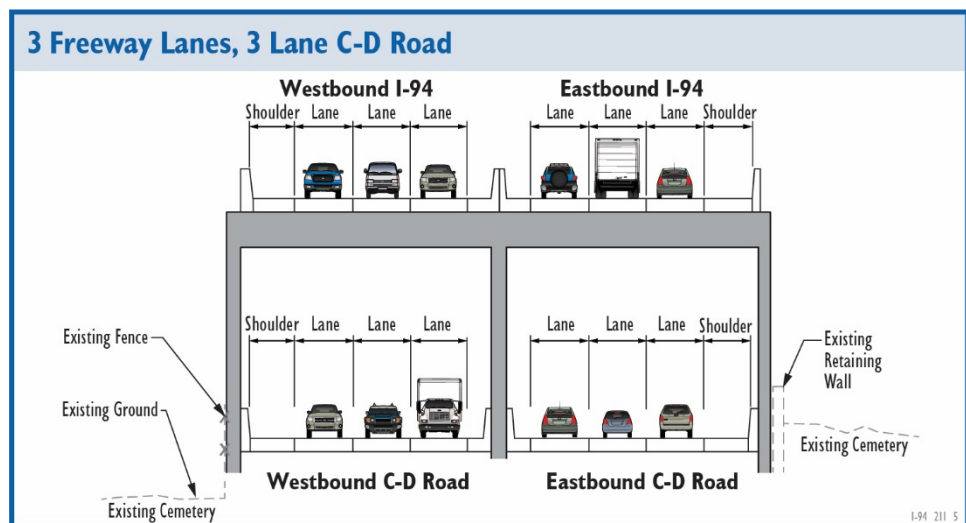 3 Freeway Lanes, 3 Lane C-D Road
Westbound I-94
Eastbound I-94
Shoulder Lane Lane Lane
Lane Lane Lane Shoulder
Shoulder Lane Lane Lane
Lane Lane Lane Shoulder
Existing Fence
Existing
Retaining
Wall
Existing Ground
Existing Cemetery
Westbound C-D Road
Eastbound C-D Road
Existing Cemetery
I-94 211 5